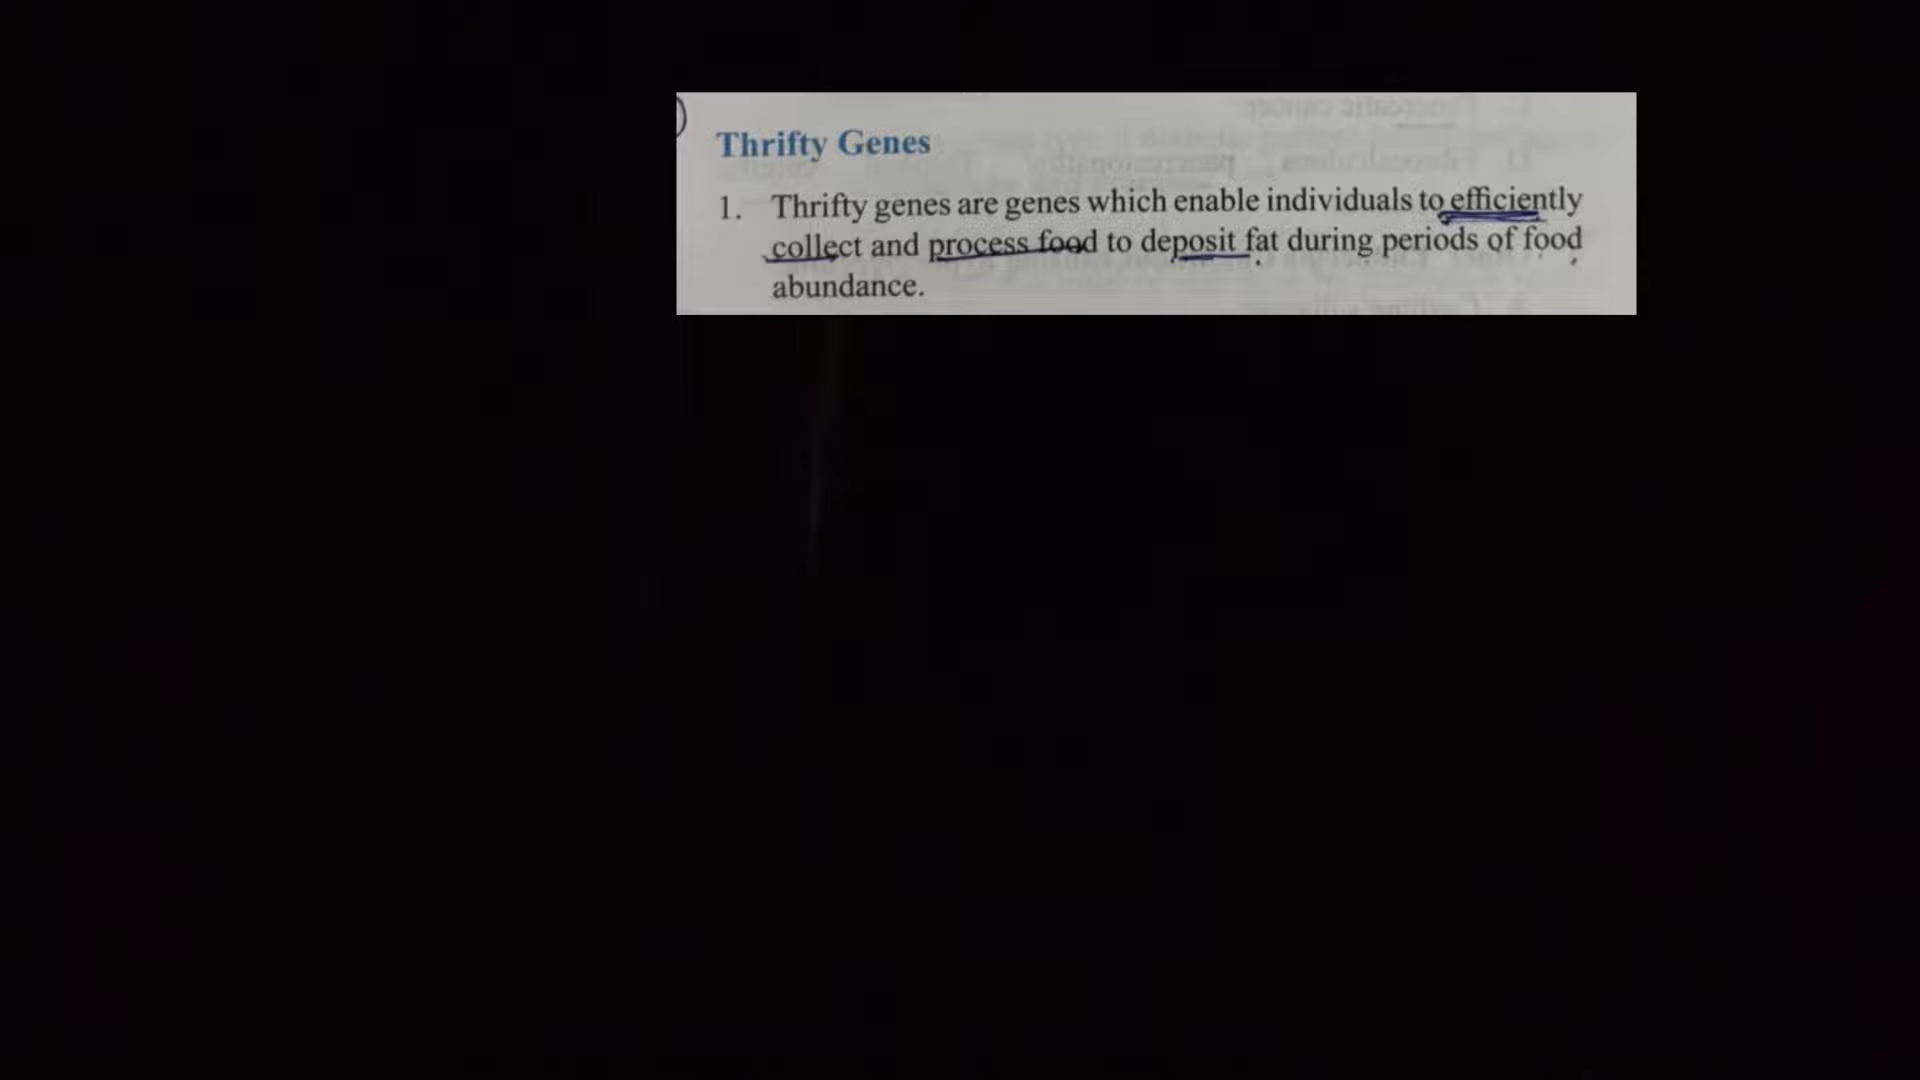 Thrifty Genes
1. Thrifty genes are genes which enable individuals to efficiently
collect and process food to deposit fat during periods of food
abundance.